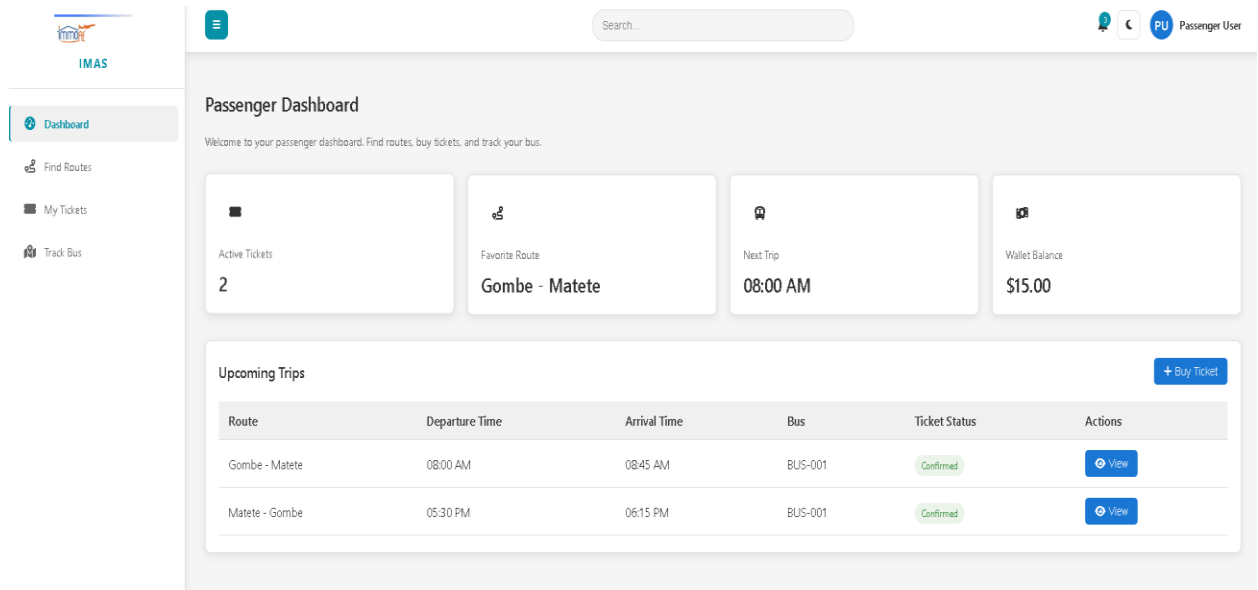 immoAF
IMAS
Dashboard
Find Routes
My Tickets
Track Bus
Search...
3
PU Passenger User
Passenger Dashboard
Welcome to your passenger dashboard. Find routes, buy tickets, and track your bus.
Active Tickets
2
Favorite Route
Gombe - Matete
Next Trip
08:00 AM
Wallet Balance
$15.00
Upcoming Trips
+ Buy Ticket
Route Departure Time Arrival Time Bus Ticket Status Actions
Gombe - Matete 08:00 AM 08:45 AM BUS-001 Confirmed View
Matete - Gombe 05:30 PM 06:15 PM BUS-001 Confirmed View